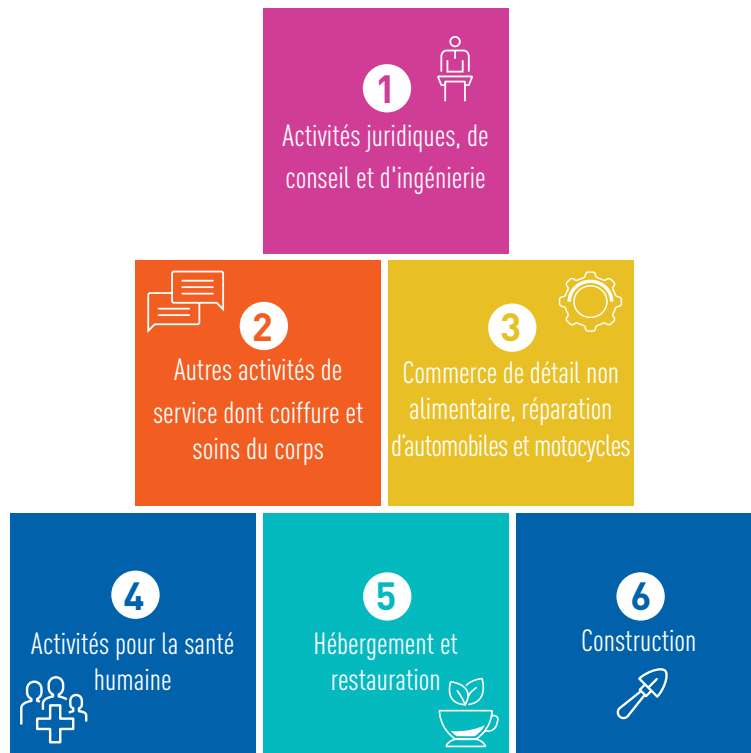 1
Activités juridiques, de
conseil et d'ingénierie
2
Autres activités de
service dont coiffure et
soins du corps
3
Commerce de détail non
alimentaire, réparation
d’automobiles et motocycles
4
Activités pour la santé
humaine
5
Hébergement et
restauration
6
Construction